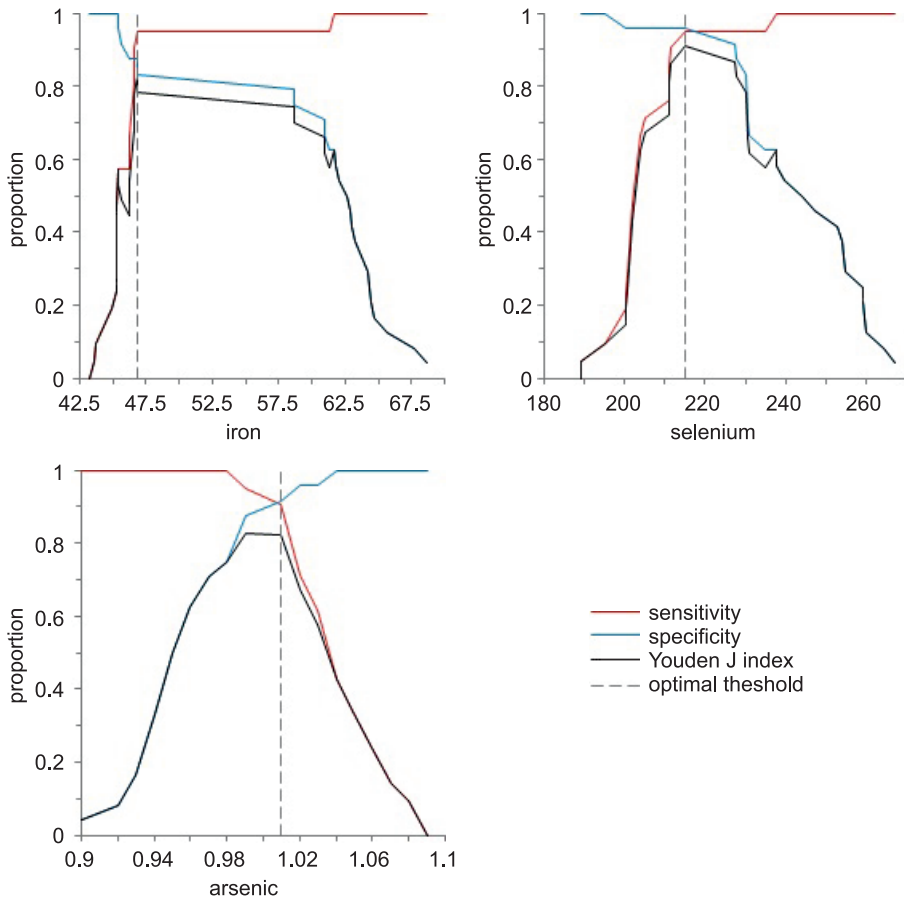 1
0.8
0.6
0.4
0.2
0
proportion
42.5 47.5 52.5 57.5 62.5 67.5
iron
1
0.8
0.6
0.4
0.2
0
proportion
180 200 220 240 260
selenium
1
0.8
0.6
0.4
0.2
0
proportion
0.9 0.94 0.98 1.02 1.06 1.1
arsenic
sensitivity
specificity
Youden J index
optimal theshold